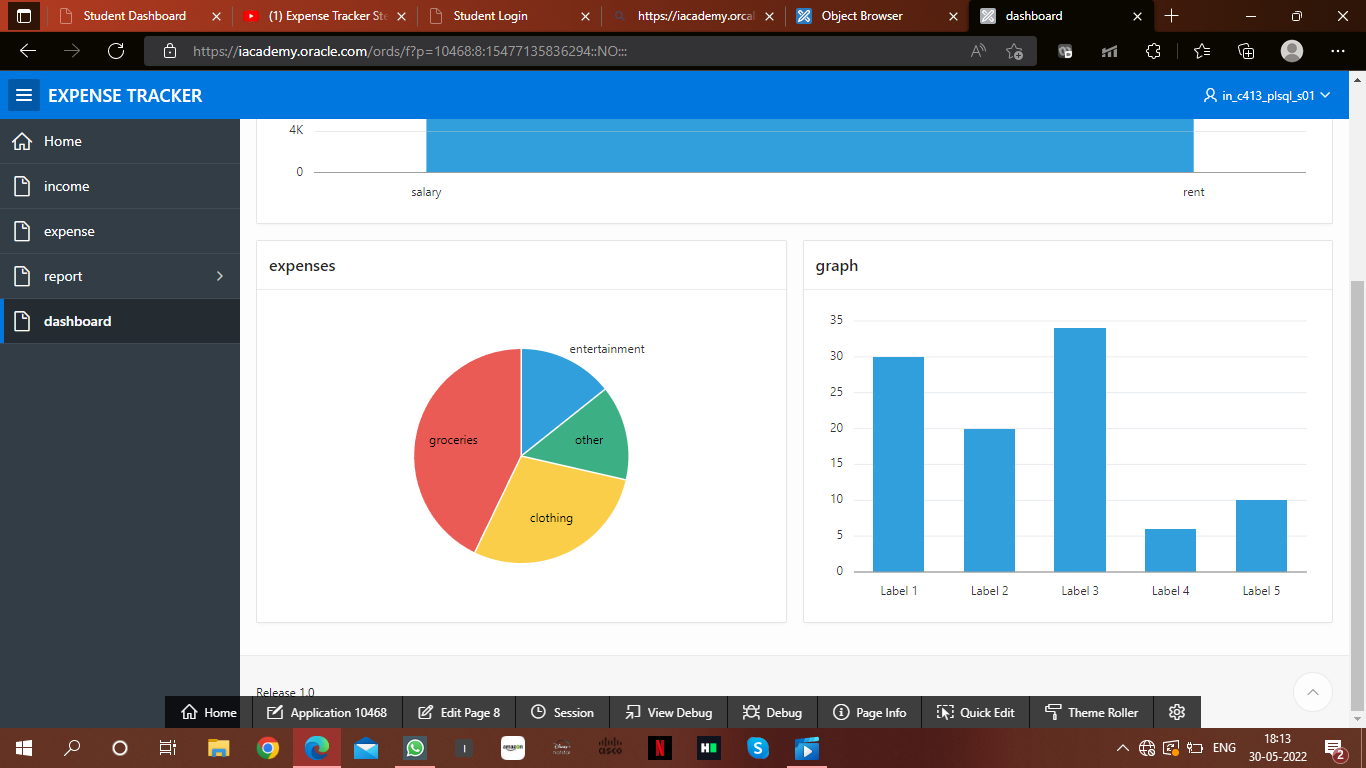 Student Dashboard
(1) Expense Tracker Ste
Student Login
https://iacademy.orcal
Object Browser
dashboard
https://iacademy.oracle.com/ords/f?p=10468:8:15477135836294::NO:::
EXPENSE TRACKER
in_c413_plsql_s01
Home
income
expense
report
dashboard
4K
0
salary
rent
expenses
entertainment
other
groceries
clothing
graph
35
30
25
20
15
10
5
0
Label 1
Label 2
Label 3
Label 4
Label 5
Release 1.0
Home
Application 10468
Edit Page 8
Session
View Debug
Debug
Page Info
Quick Edit
Theme Roller
ENG
18:13
30-05-2022
2